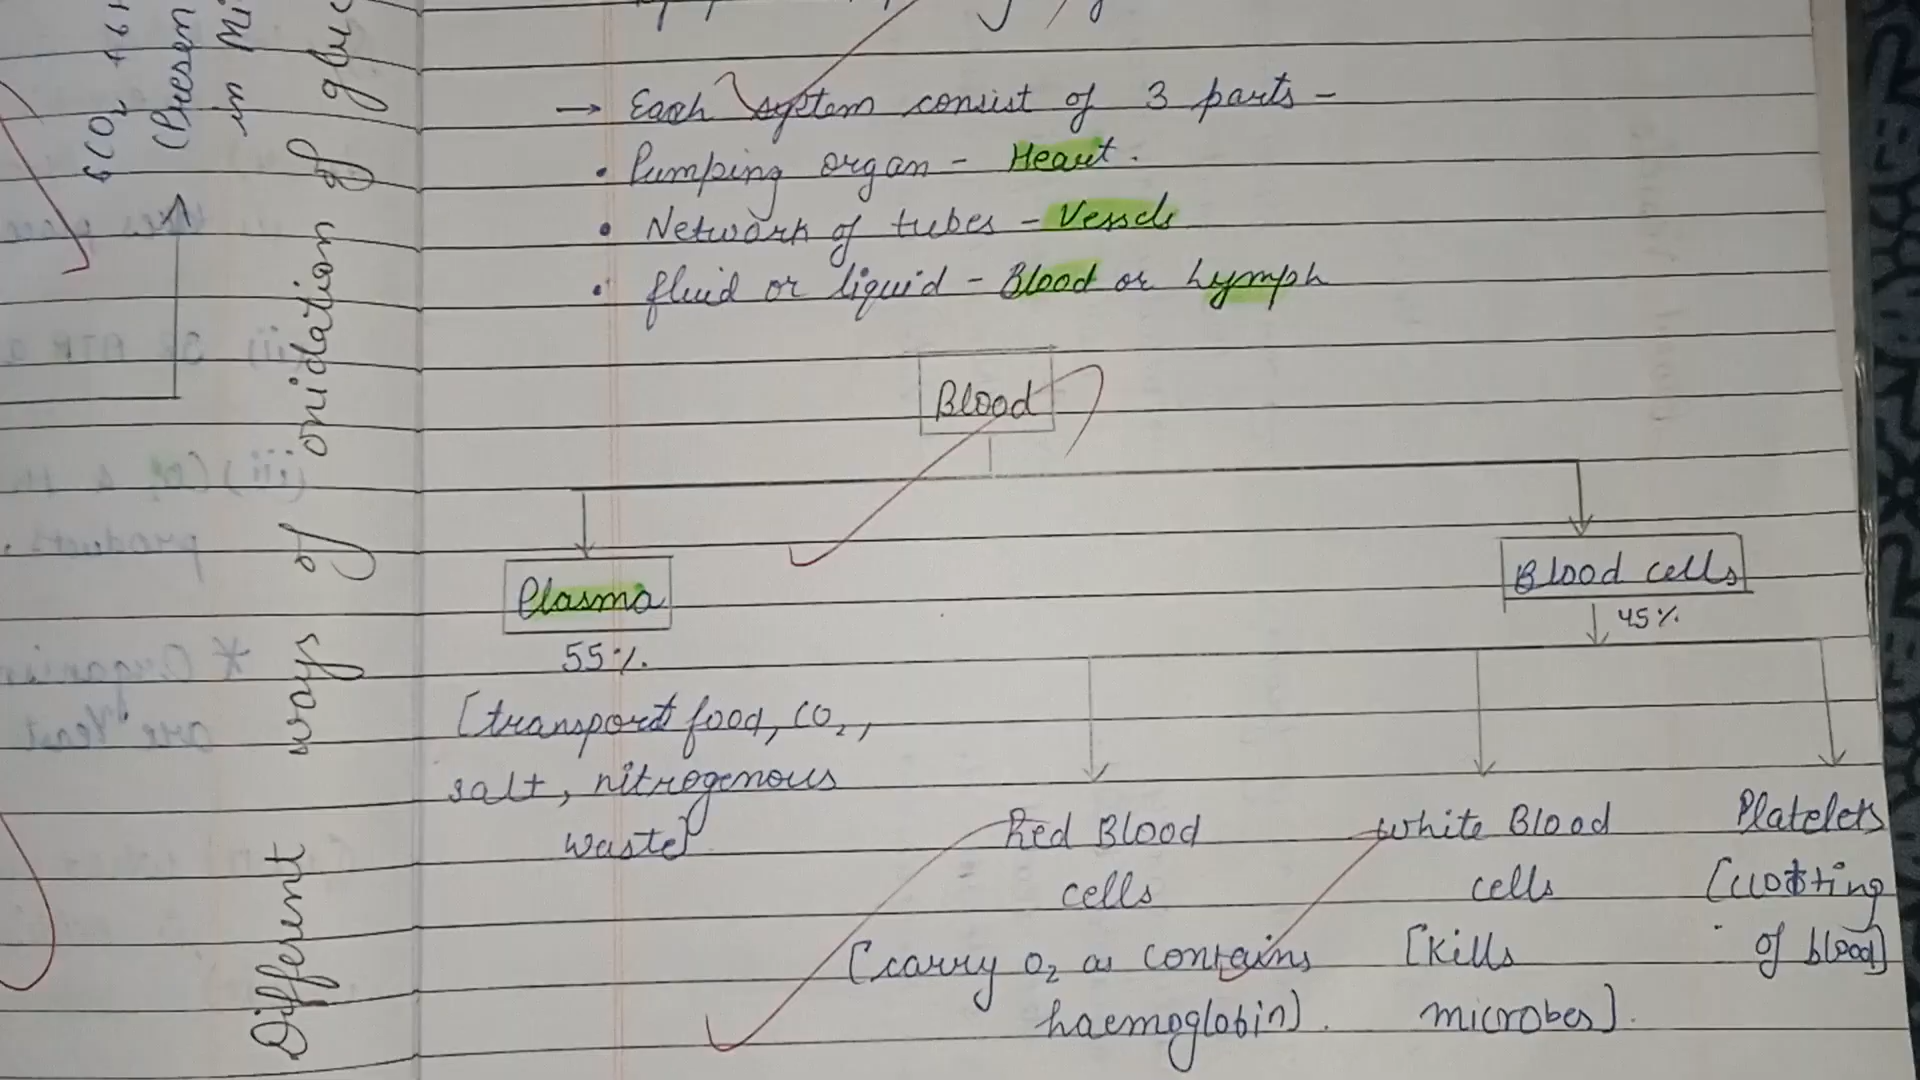 → Each system consist of 3 parts -
• Pumping organ - Heart.
• Network of tubes - Vessels
• fluid or liquid - Blood or Lymph
Blood
Plasma
55%.
[transport food, CO₂,
salt, nitrogenous
waste]
Blood cells
45%
Red Blood
cells
[carry O₂ as contains
haemoglobin].
white Blood
cells
[Kills
microbes].
Platelets
[clotting
of blood]
Different ways of oxidation of
6CO₂ +
in